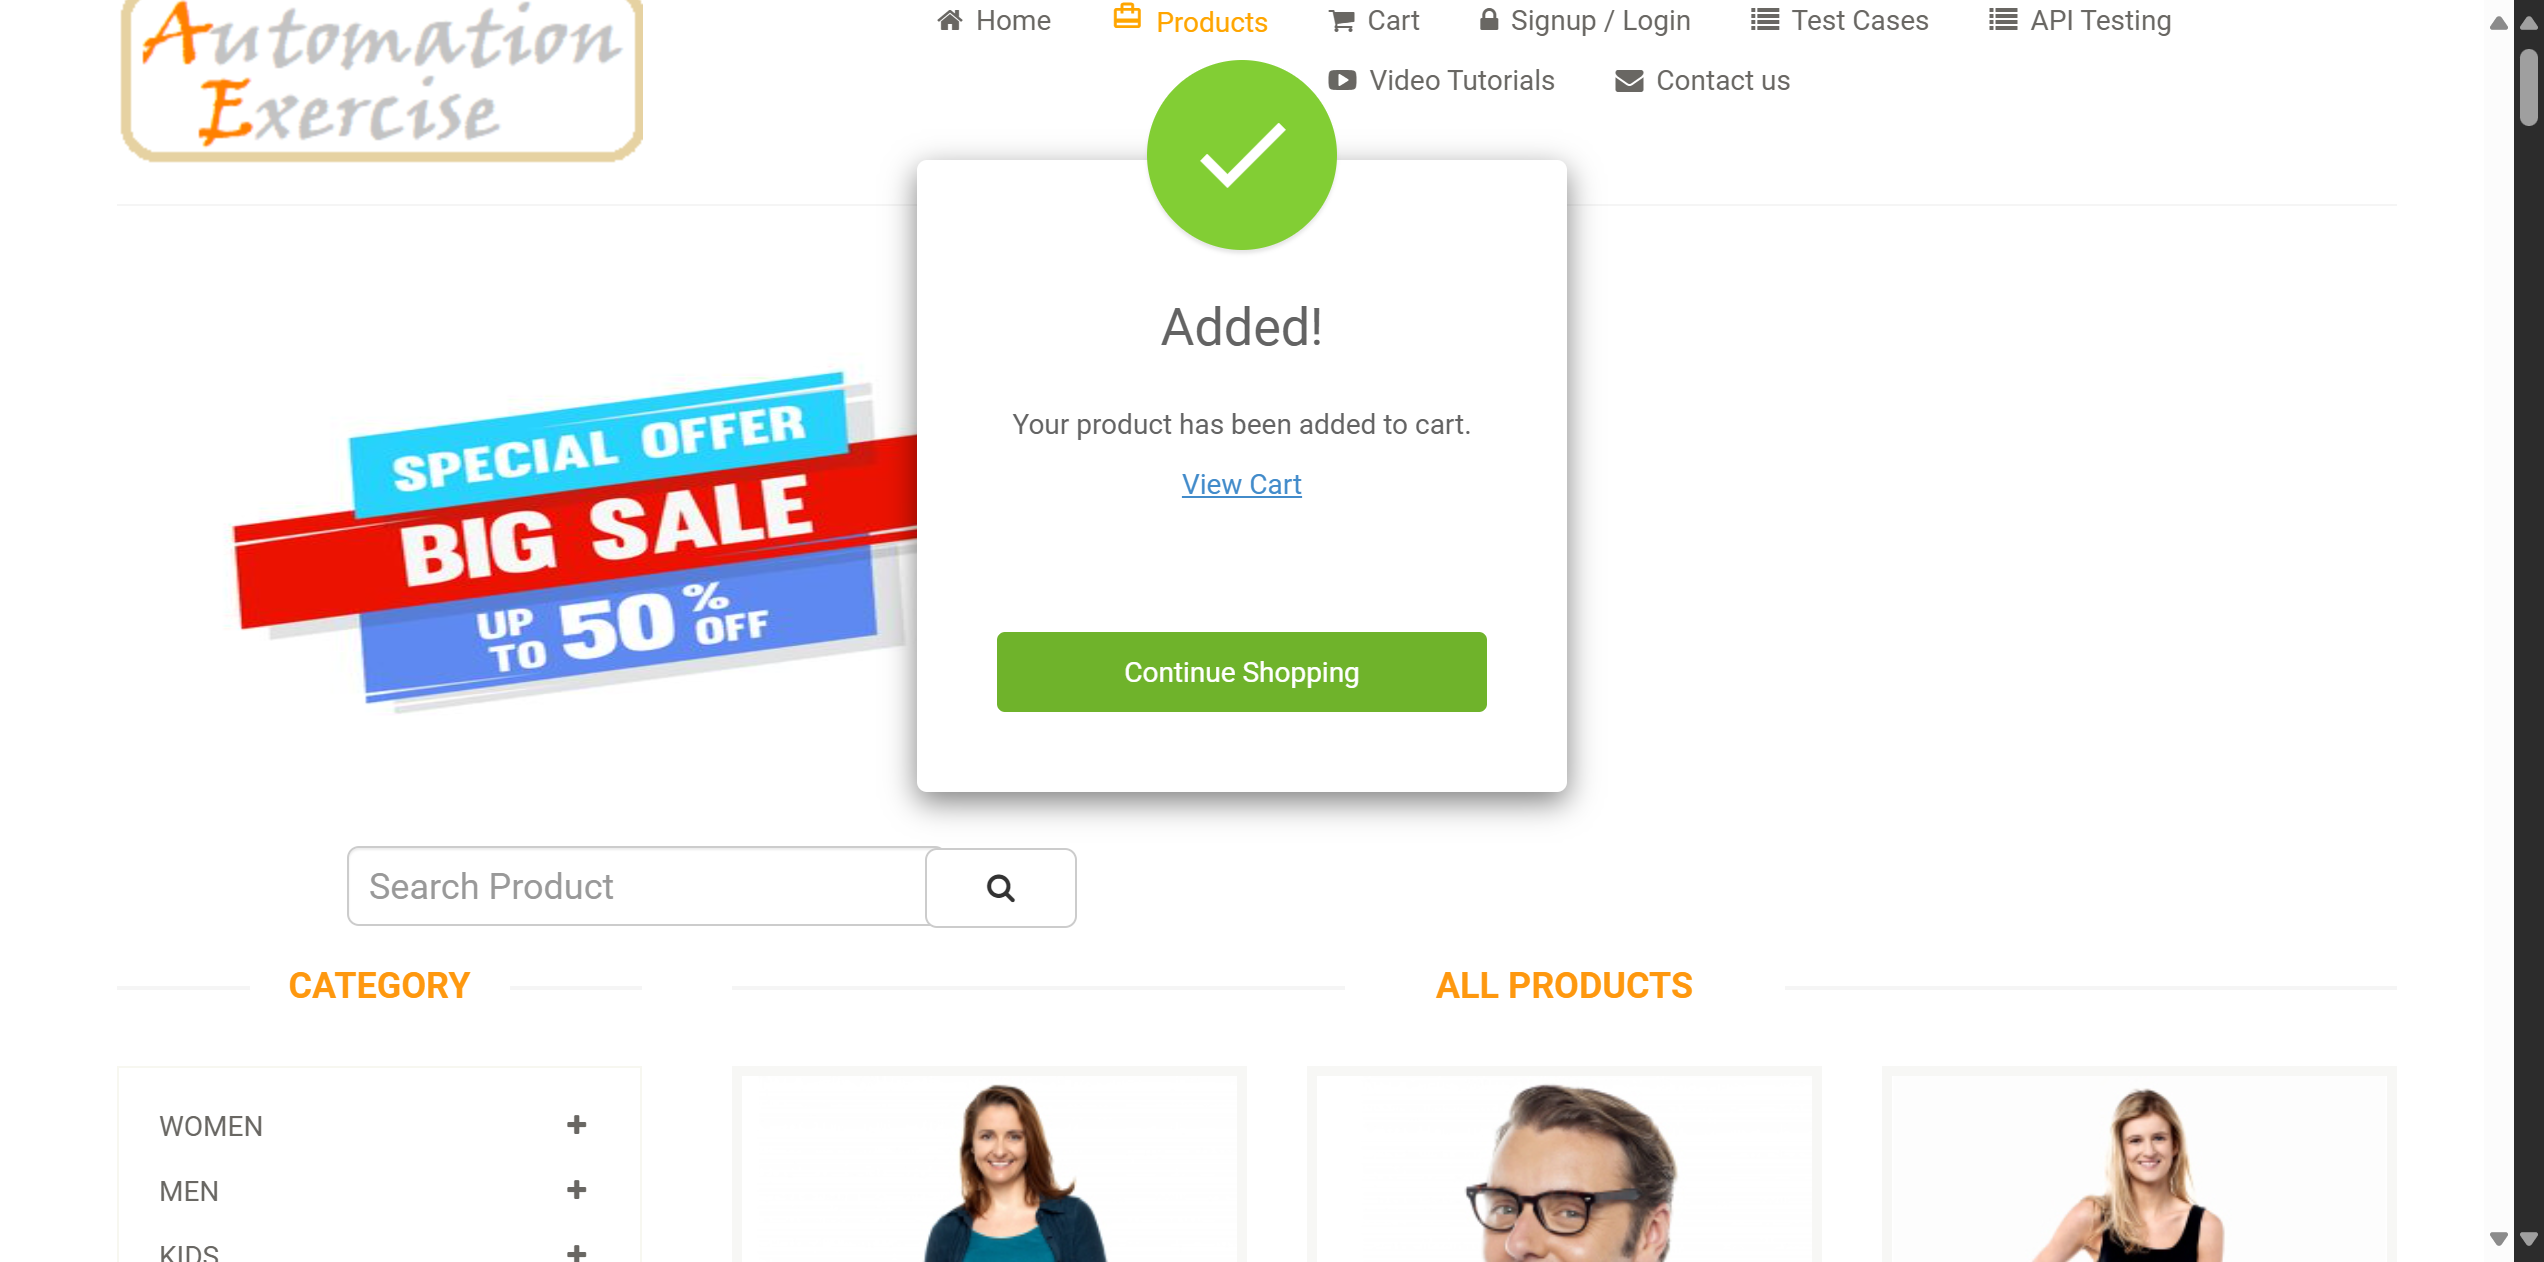 Automation
Exercise
Home
Products
Cart
Signup / Login
Test Cases
API Testing
Video Tutorials
Contact us
Added!
Your product has been added to cart.
View Cart
Continue Shopping
SPECIAL OFFER
BIG SALE
UP TO 50% OFF
Search Product
CATEGORY
ALL PRODUCTS
WOMEN
MEN
KIDS